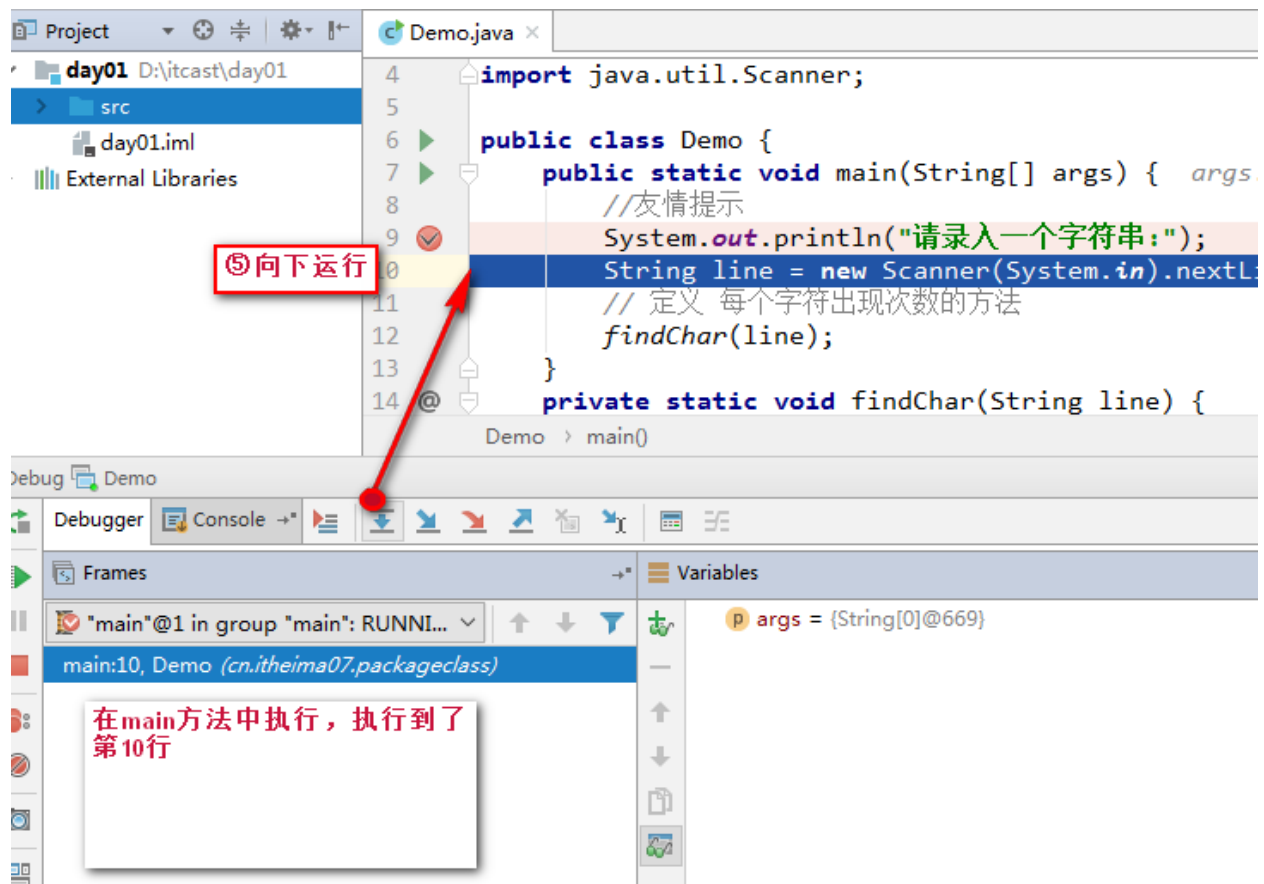 Project
Demo.java
day01 D:\itcast\day01
src
day01.iml
External Libraries
4 import java.util.Scanner;
5
6 public class Demo {
7 public static void main(String[] args) { args
8 //友情提示
9 System.out.println("请录入一个字符串:");
⑤向下运行
10 String line = new Scanner(System.in).nextLi
11 // 定义 每个字符出现次数的方法
12 findChar(line);
13 }
14 @ private static void findChar(String line) {
Demo › main()
Debug Demo
Debugger Console
Frames
Variables
"main"@1 in group "main": RUNNI...
args = {String[0]@669}
main:10, Demo (cn.itheima07.packageclass)
在main方法中执行，执行到了
第10行